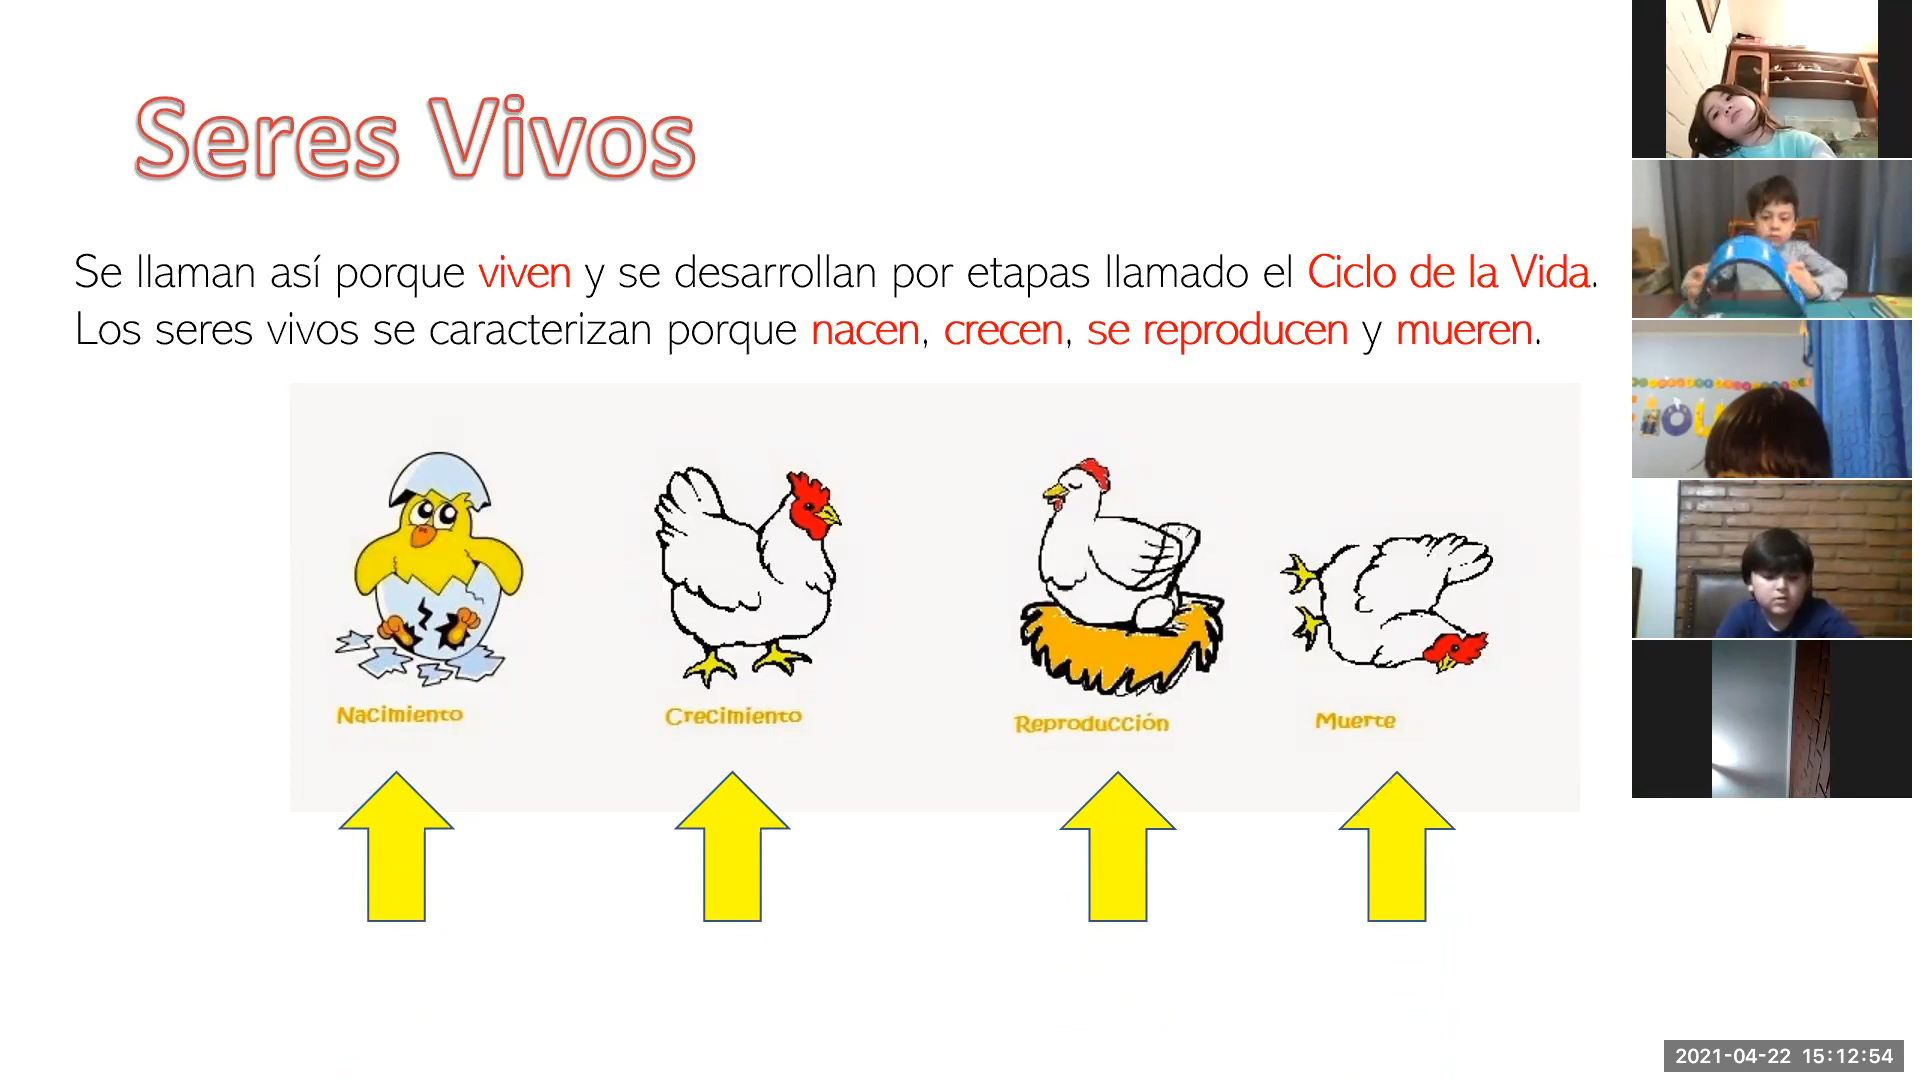 Seres Vivos
Se llaman así porque viven y se desarrollan por etapas llamado el Ciclo de la Vida.
Los seres vivos se caracterizan porque nacen, crecen, se reproducen y mueren.
Nacimiento
Crecimiento
Reproducción
Muerte
2021-04-22 15:12:54